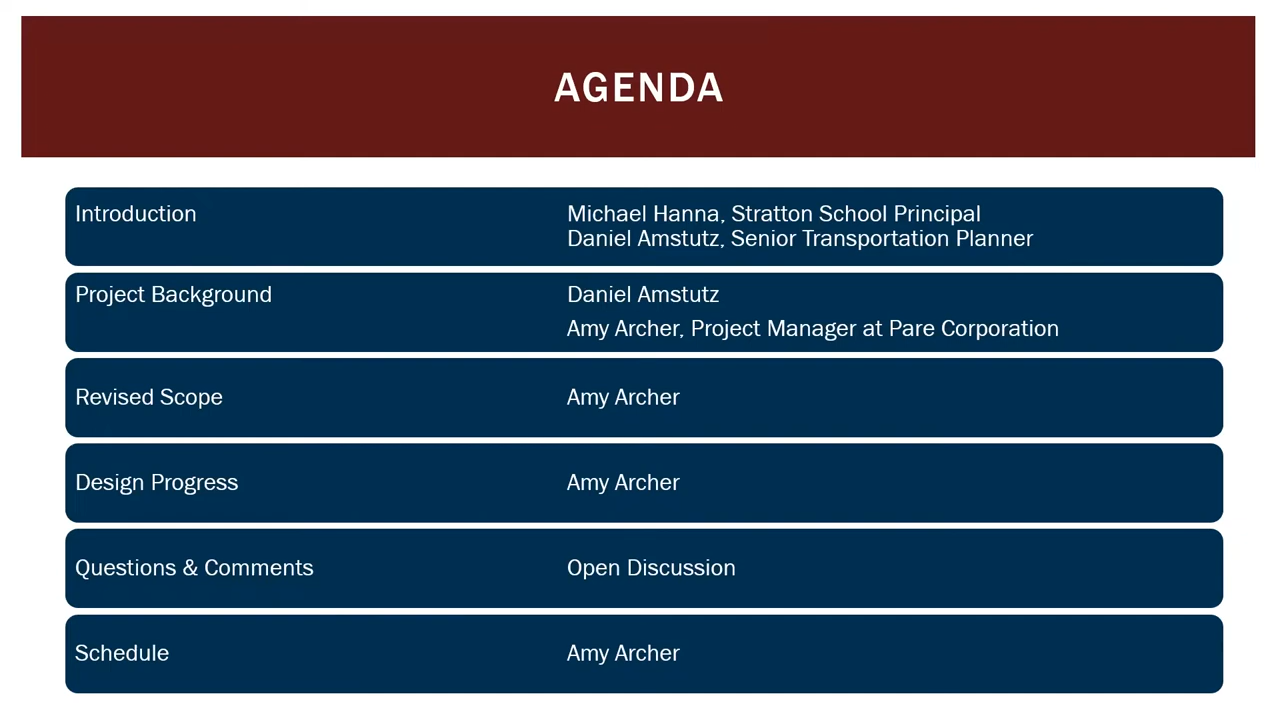 AGENDA
Introduction
Michael Hanna, Stratton School Principal
Daniel Amstutz, Senior Transportation Planner
Project Background
Daniel Amstutz
Amy Archer, Project Manager at Pare Corporation
Revised Scope
Amy Archer
Design Progress
Amy Archer
Questions & Comments
Open Discussion
Schedule
Amy Archer